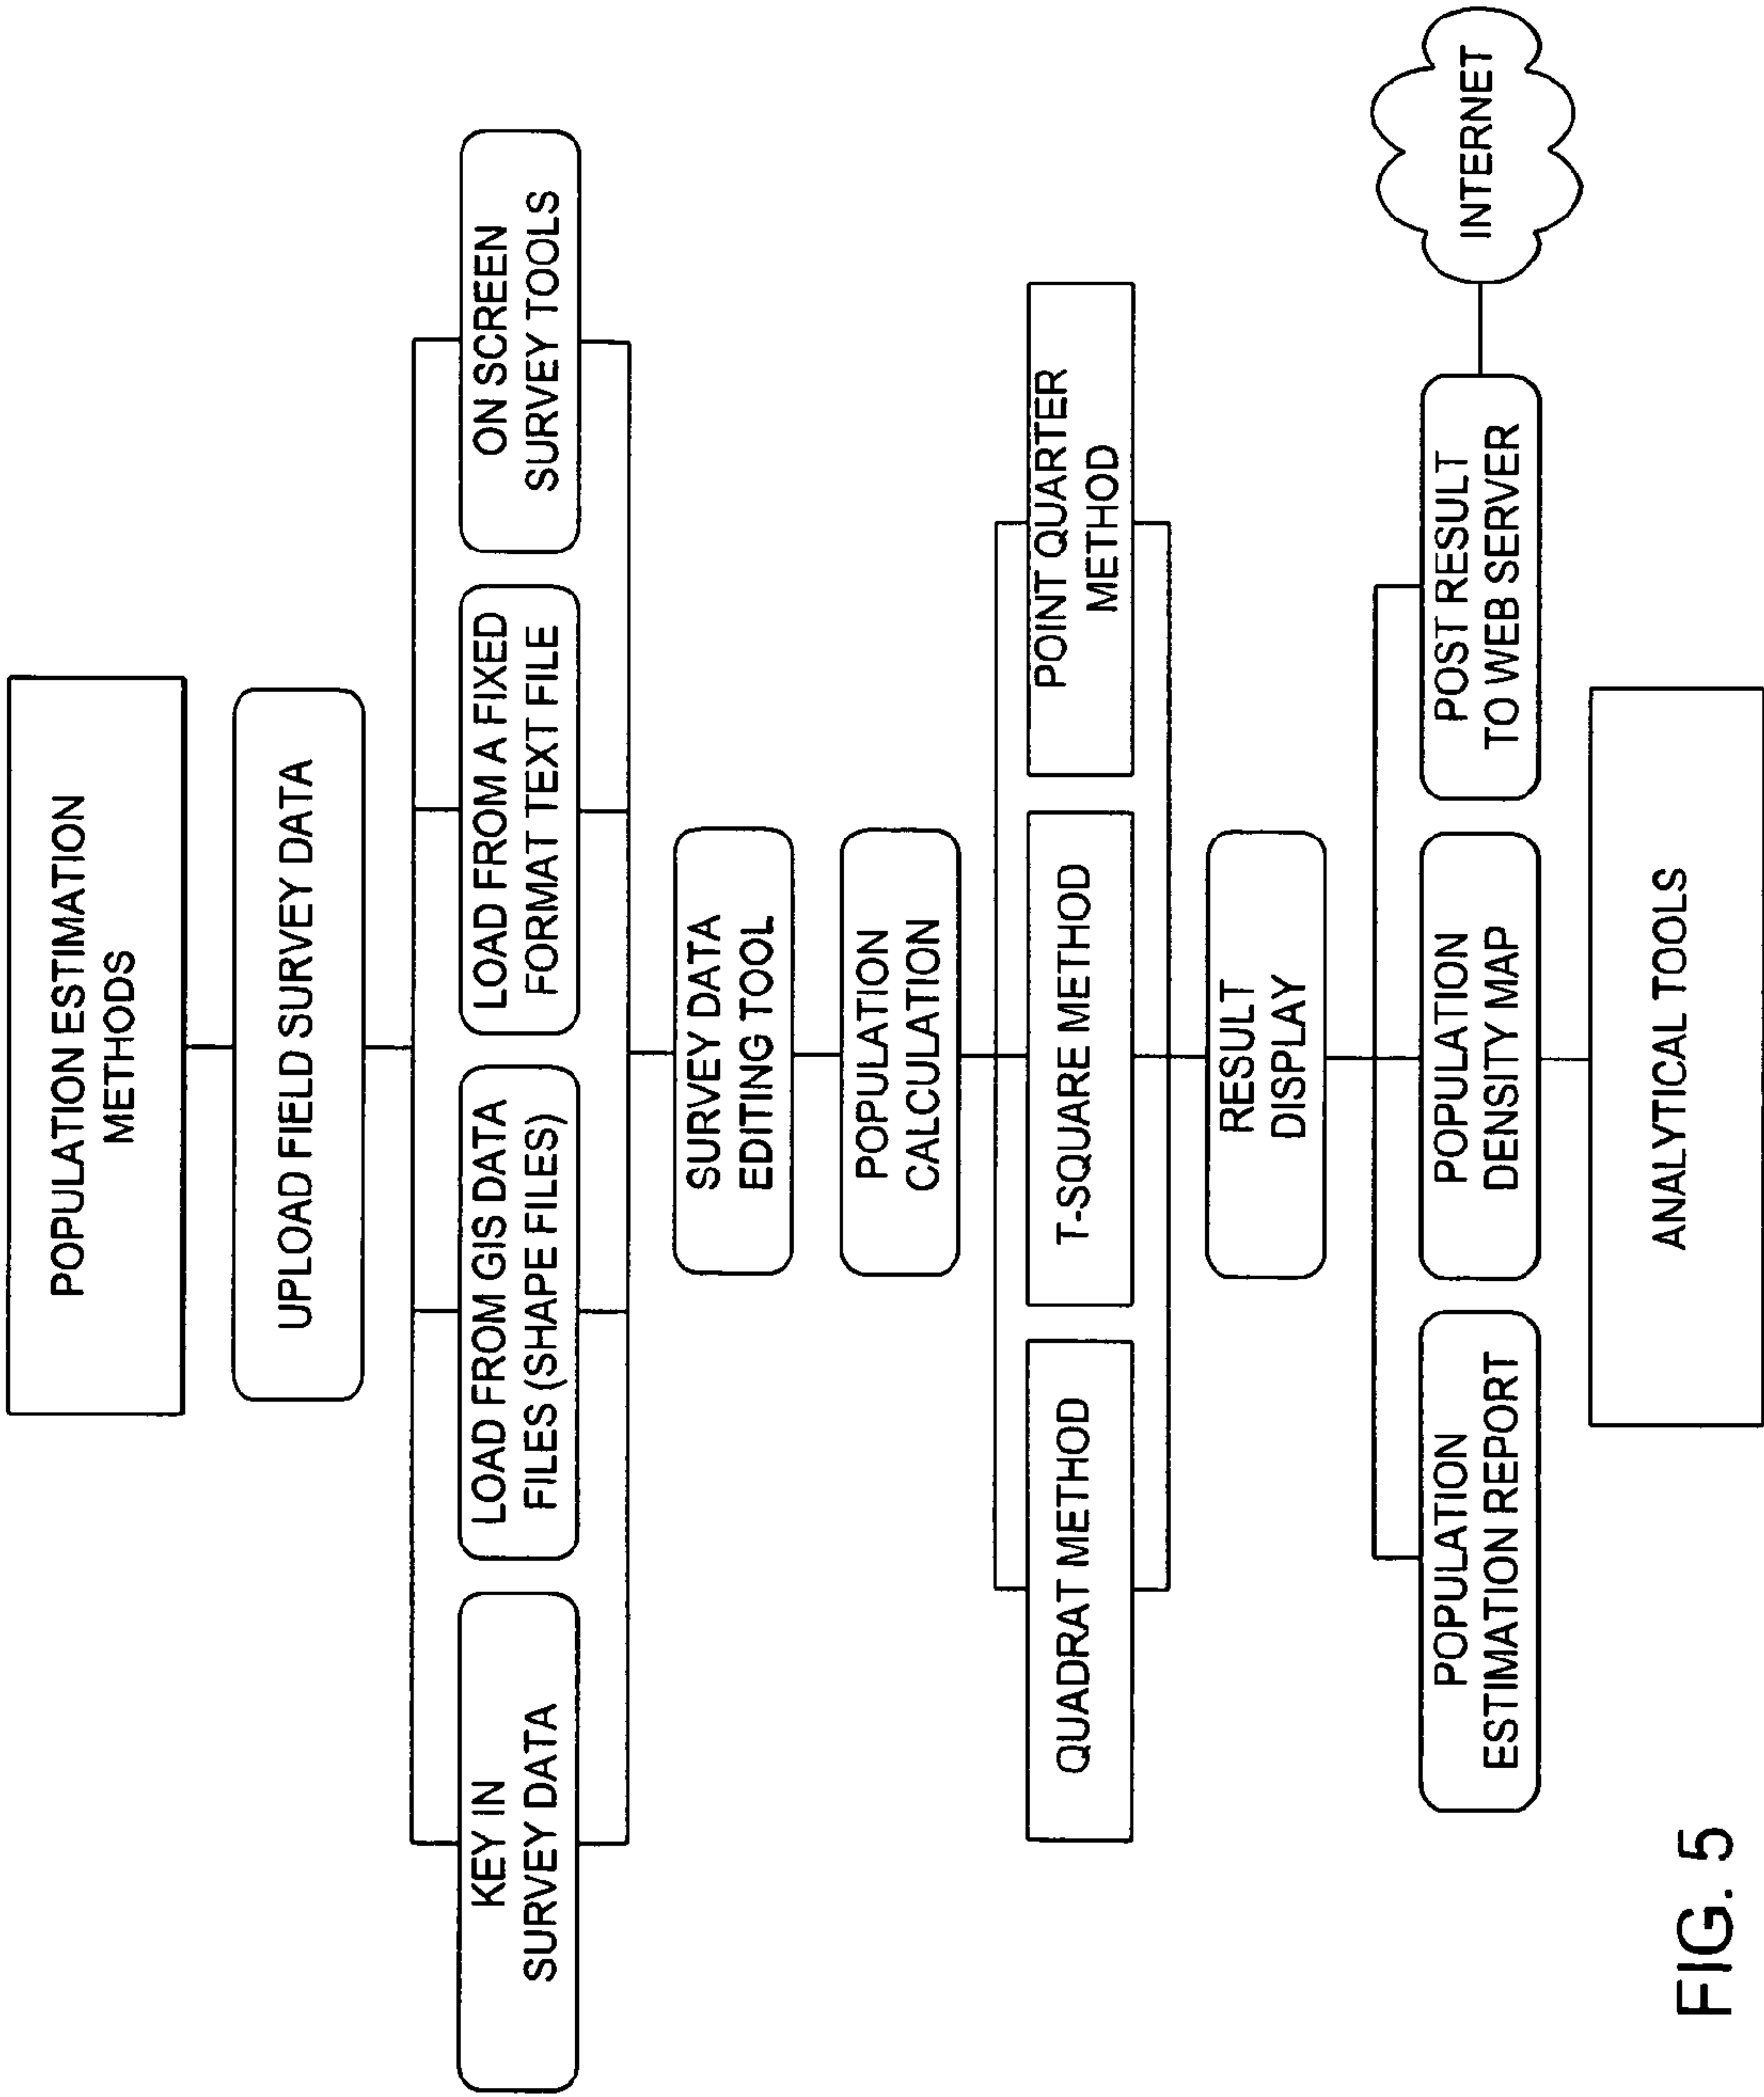 POPULATION ESTIMATION
METHODS
UPLOAD FIELD SURVEY DATA
KEY IN
SURVEY DATA
LOAD FROM GIS DATA
FILES (SHAPE FILES)
LOAD FROM A FIXED
FORMAT TEXT FILE
ON SCREEN
SURVEY TOOLS
SURVEY DATA
EDITING TOOL
POPULATION
CALCULATION
QUADRAT METHOD
T-SQUARE METHOD
POINT QUARTER
METHOD
RESULT
DISPLAY
POPULATION
ESTIMATION REPORT
POPULATION
DENSITY MAP
POST RESULT
TO WEB SERVER
INTERNET
ANALYTICAL TOOLS
FIG. 5